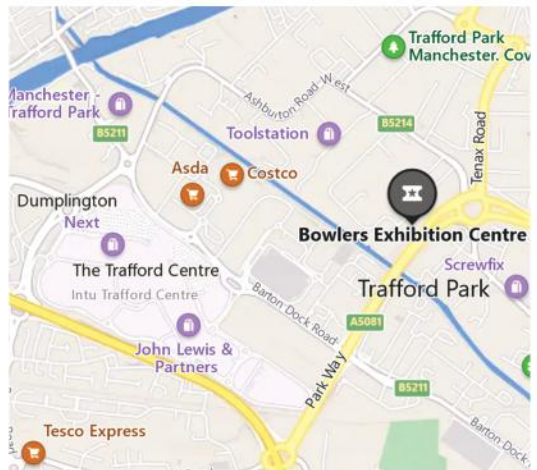 Trafford Park
Manchester. Cov
Manchester -
Trafford Park
Ashburton Road West
B5211
B5214
Toolstation
Tenax Road
Asda
Costco
Dumplington
Next
Bowlers Exhibition Centre
The Trafford Centre
Screwfix
Intu Trafford Centre
Trafford Park
Barton Dock Road
A5081
John Lewis &
Partners
Park Way
B5211
Barton Dock
Tesco Express